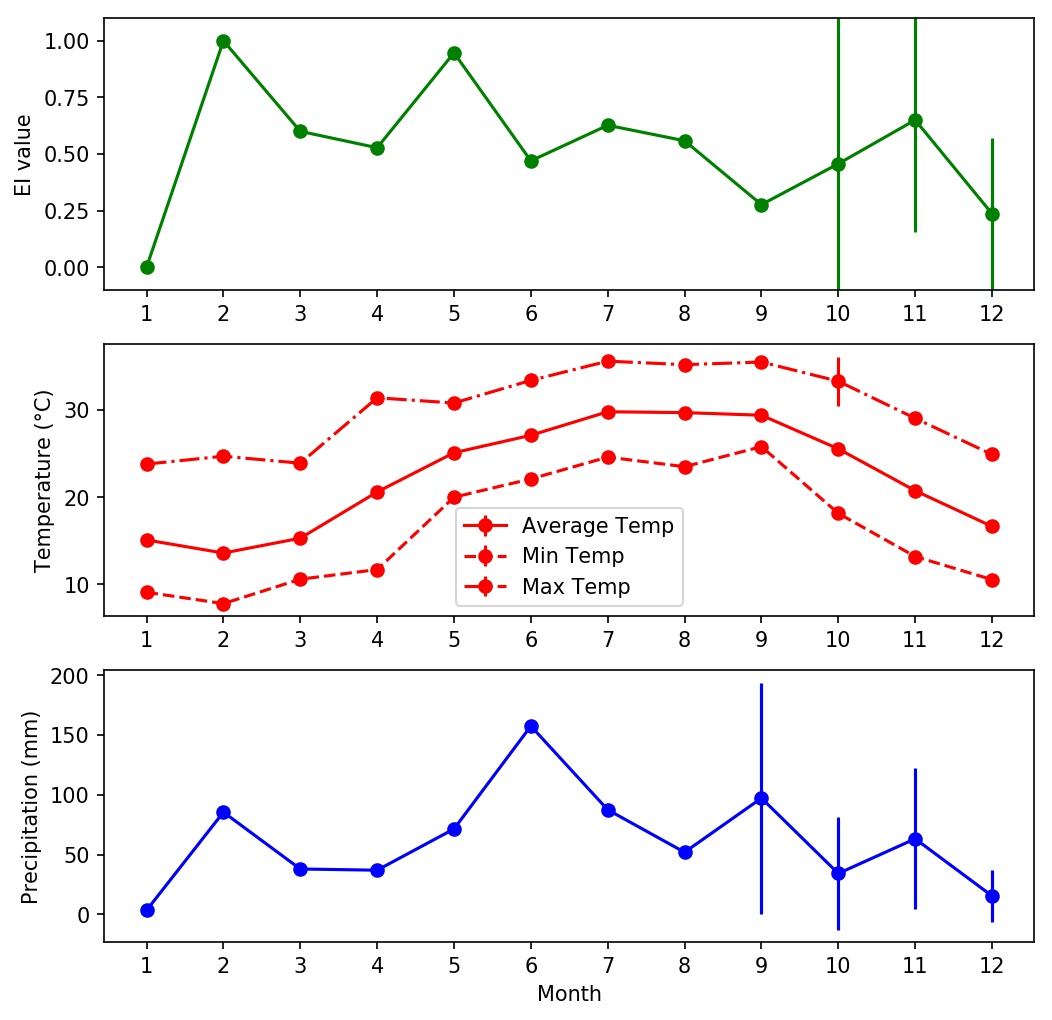 EI value
1.00
0.75
0.50
0.25
0.00
1 2 3 4 5 6 7 8 9 10 11 12
Temperature (°C)
30
20
10
Average Temp
Min Temp
Max Temp
1 2 3 4 5 6 7 8 9 10 11 12
Precipitation (mm)
200
150
100
50
0
1 2 3 4 5 6 7 8 9 10 11 12
Month